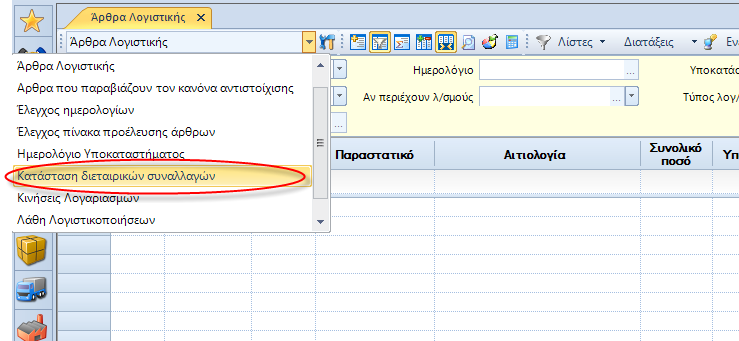 Άρθρα Λογιστικής
Άρθρα Λογιστικής
Λίστες
Διατάξεις
Εν
Άρθρα Λογιστικής
Ημερολόγιο
Υποκατάσ
Άρθρα που παραβιάζουν τον κανόνα αντιστοίχισης
Αν περιέχουν λ/σμούς
Τύπος λογ/
Έλεγχος ημερολογίων
Έλεγχος πίνακα προέλευσης άρθρων
Ημερολόγιο Υποκαταστήματος
Παραστατικό
Αιτιολογία
Συνολικό
ποσό
Υπ
Κατάσταση διεταιρικών συναλλαγών
Κινήσεις Λογαριασμών
Λάθη Λογιστικοποιήσεων